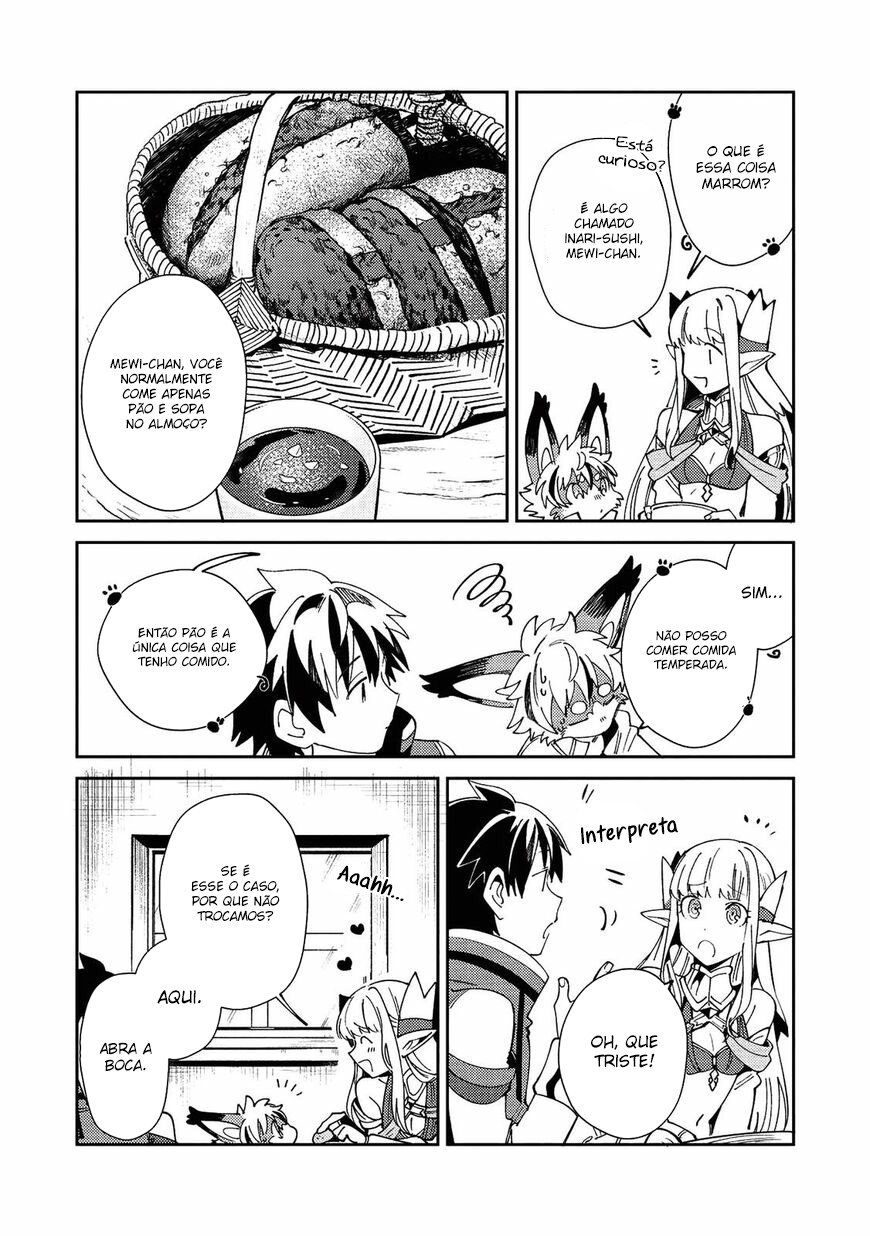 O QUE É
ESSA COISA
MARROM?
Está
curioso?
É ALGO
CHAMADO
INARI-SUSHI,
MEWI-CHAN.
MEWI-CHAN, VOCÊ
NORMALMENTE
COME APENAS
PÃO E SOPA
NO ALMOÇO?
SIM...
NÃO POSSO
COMER COMIDA
TEMPERADA.
ENTÃO PÃO É A
ÚNICA COISA QUE
TENHO COMIDO.
Interpreta
OH, QUE
TRISTE!
SE É
ESSE O CASO,
POR QUE NÃO
TROCAMOS?
Aaahh...
AQUI.
ABRA A
BOCA.